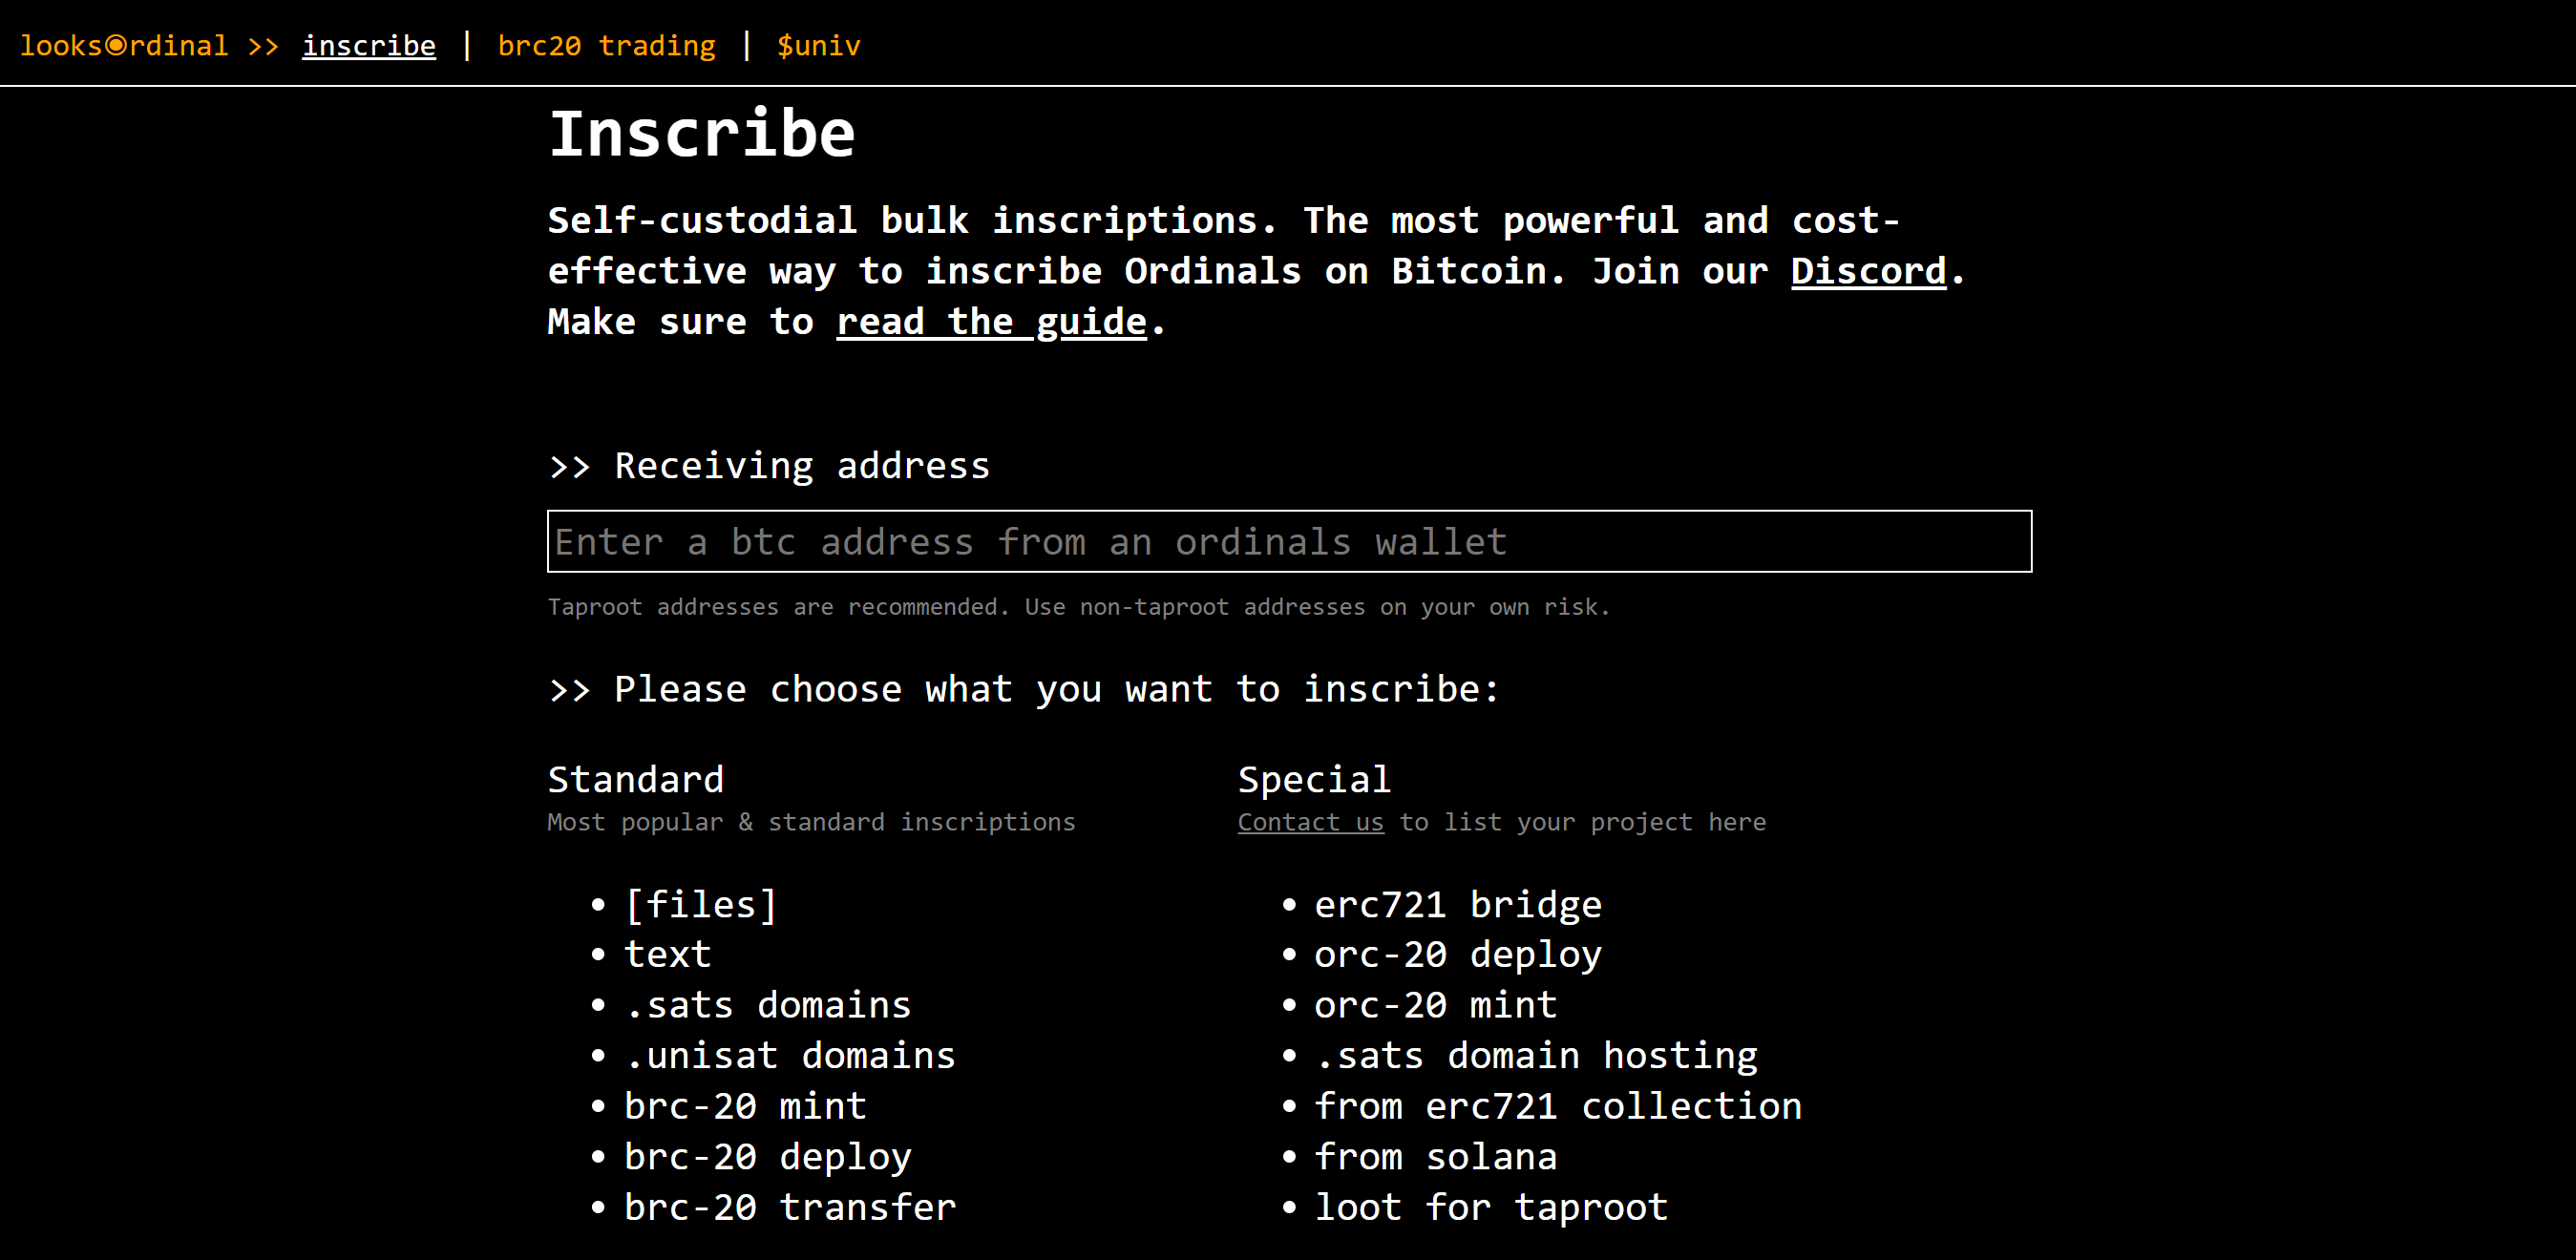 looks◉rdinal >> inscribe | brc20 trading | $univ
Inscribe
Self-custodial bulk inscriptions. The most powerful and cost-
effective way to inscribe Ordinals on Bitcoin. Join our Discord.
Make sure to read the guide.
>> Receiving address
Enter a btc address from an ordinals wallet
Taproot addresses are recommended. Use non-taproot addresses on your own risk.
>> Please choose what you want to inscribe:
Standard
Most popular & standard inscriptions
• [files]
• text
• .sats domains
• .unisat domains
• brc-20 mint
• brc-20 deploy
• brc-20 transfer
Special
Contact us to list your project here
• erc721 bridge
• orc-20 deploy
• orc-20 mint
• .sats domain hosting
• from erc721 collection
• from solana
• loot for taproot